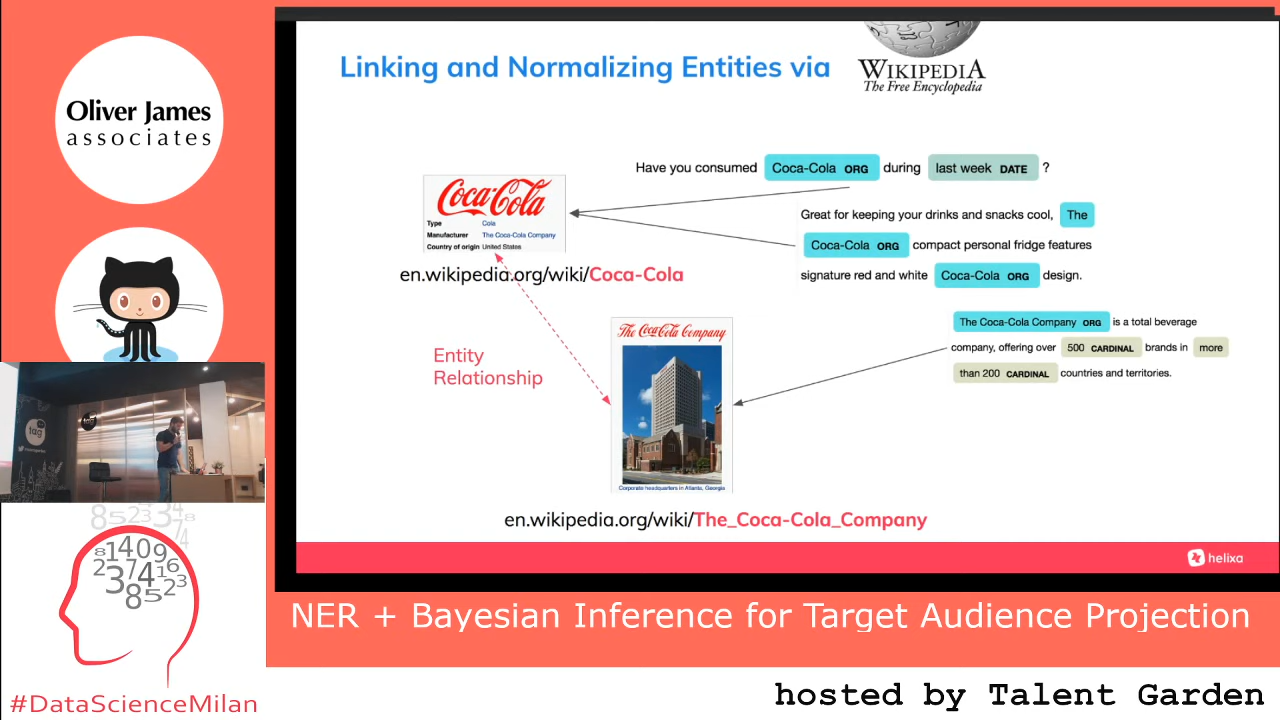 Oliver James
associates
Linking and Normalizing Entities via
WIKIPEDIA
The Free Encyclopedia
Have you consumed Coca-Cola ORG during last week DATE ?
Great for keeping your drinks and snacks cool, The
Coca-Cola ORG compact personal fridge features
signature red and white Coca-Cola ORG design.
Coca-Cola
Type Cola
Manufacturer The Coca-Cola Company
Country of origin United States
en.wikipedia.org/wiki/Coca-Cola
Entity
Relationship
The Coca-Cola Company
Corporate headquarters in Atlanta, Georgia
en.wikipedia.org/wiki/The_Coca-Cola_Company
The Coca-Cola Company ORG is a total beverage
company, offering over 500 CARDINAL brands in more
than 200 CARDINAL countries and territories.
helixa
tag
NER + Bayesian Inference for Target Audience Projection
#DataScienceMilan
hosted by Talent Garden